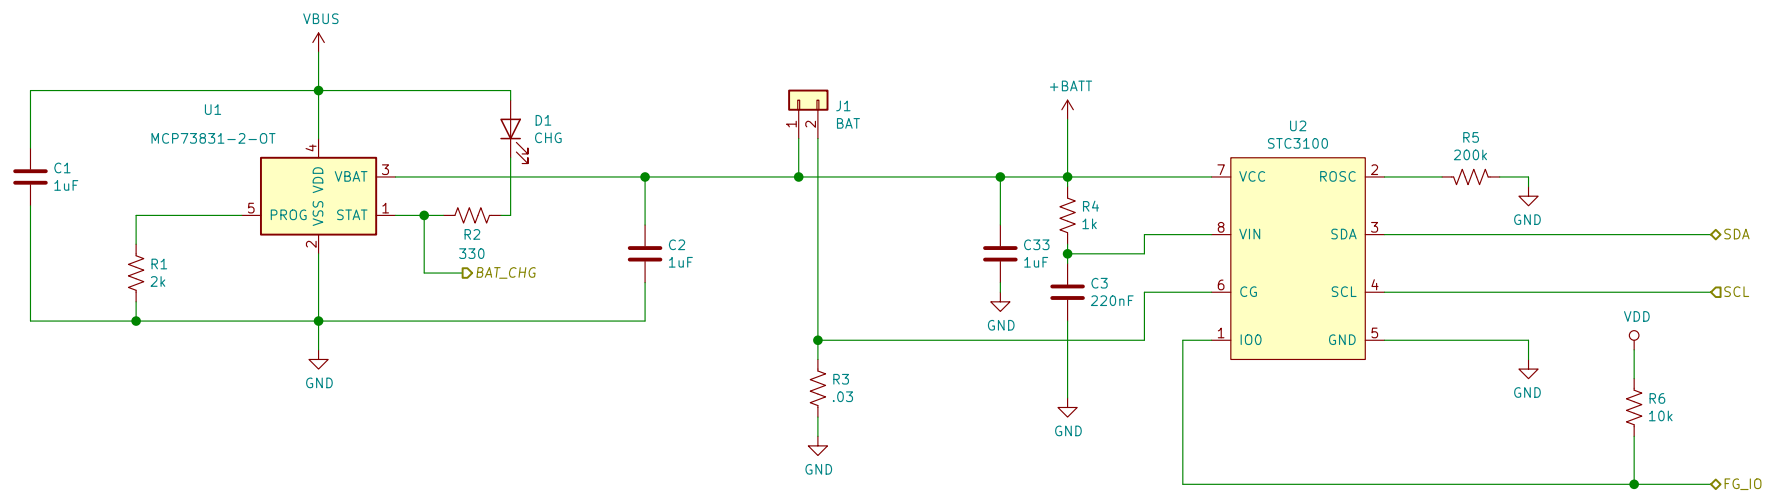 VBUS
U1
MCP73831-2-OT
C1
1uF
4
VDD
VSS
2
3
VBAT
1
STAT
5
PROG
D1
CHG
R2
330
BAT_CHG
R1
2k
GND
C2
1uF
J1
BAT
1
2
R3
.03
GND
+BATT
C33
1uF
GND
R4
1k
C3
220nF
GND
U2
STC3100
7
VCC
8
VIN
6
CG
1
IO0
ROSC
2
SDA
3
SCL
4
GND
5
R5
200k
GND
SDA
SCL
GND
VDD
R6
10k
FG_IO